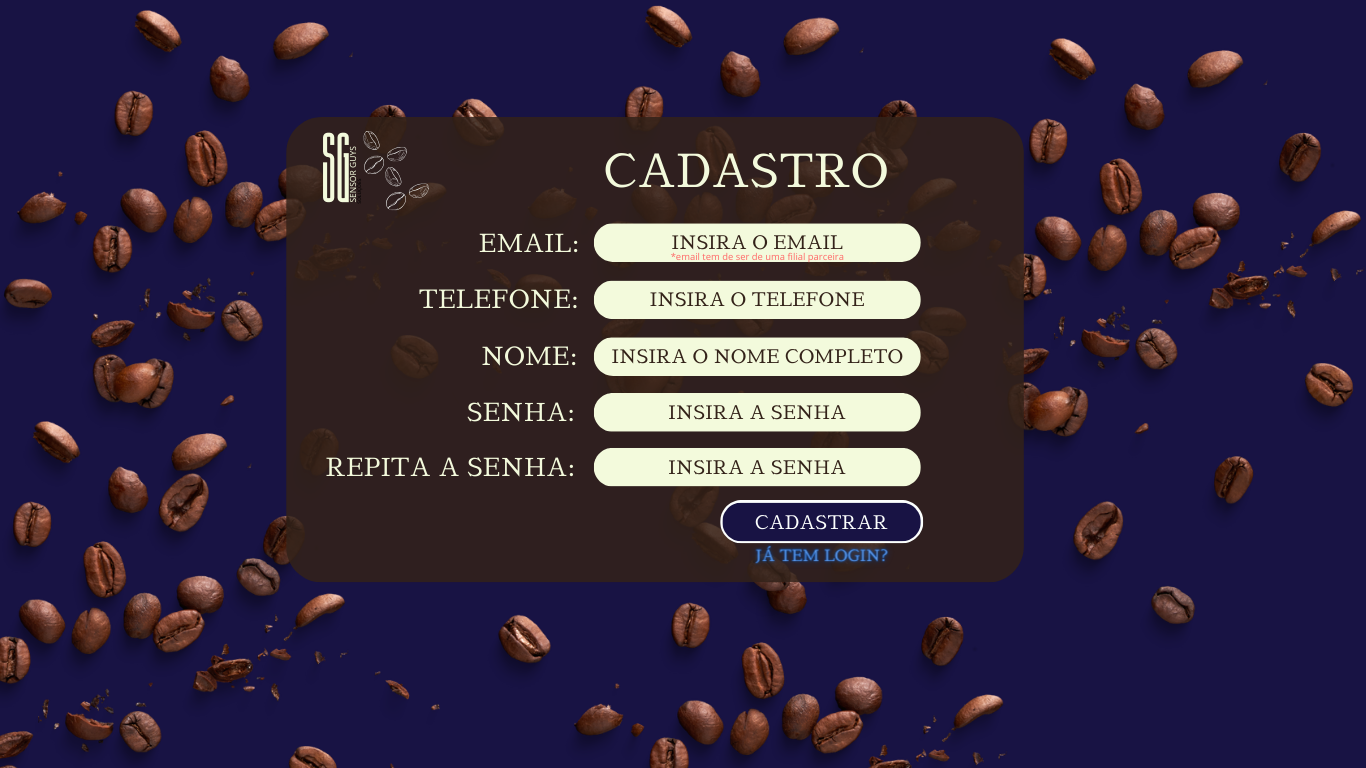 SG
SENSOR GUYS
CADASTRO
EMAIL:
INSIRA O EMAIL
*email tem de ser de uma filial parceira
TELEFONE:
INSIRA O TELEFONE
NOME:
INSIRA O NOME COMPLETO
SENHA:
INSIRA A SENHA
REPITA A SENHA:
INSIRA A SENHA
CADASTRAR
JÁ TEM LOGIN?